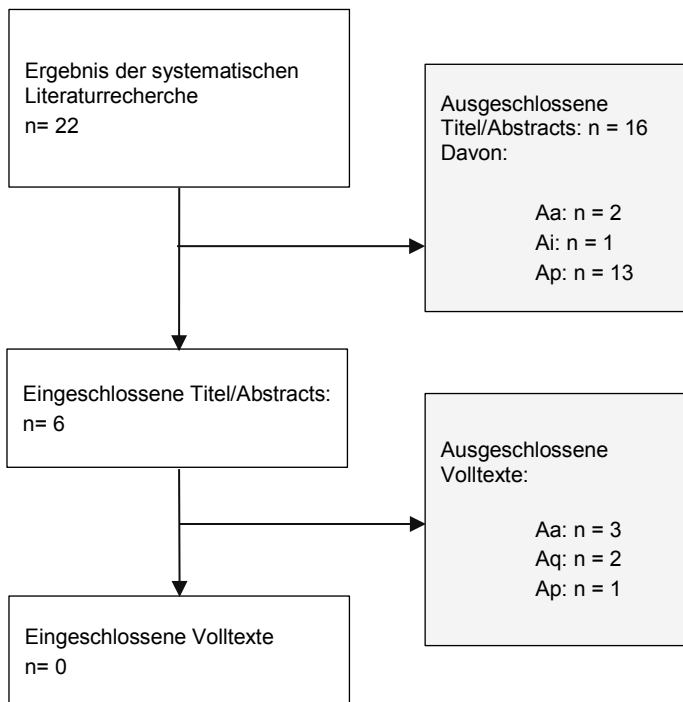 Ergebnis der systematischen
Literaturrecherche
n= 22
Ausgeschlossene
Titel/Abstracts: n = 16
Davon:
Aa: n = 2
Ai: n = 1
Ap: n = 13
Eingeschlossene Titel/Abstracts:
n= 6
Ausgeschlossene
Volltexte:
Aa: n = 3
Aq: n = 2
Ap: n = 1
Eingeschlossene Volltexte
n= 0